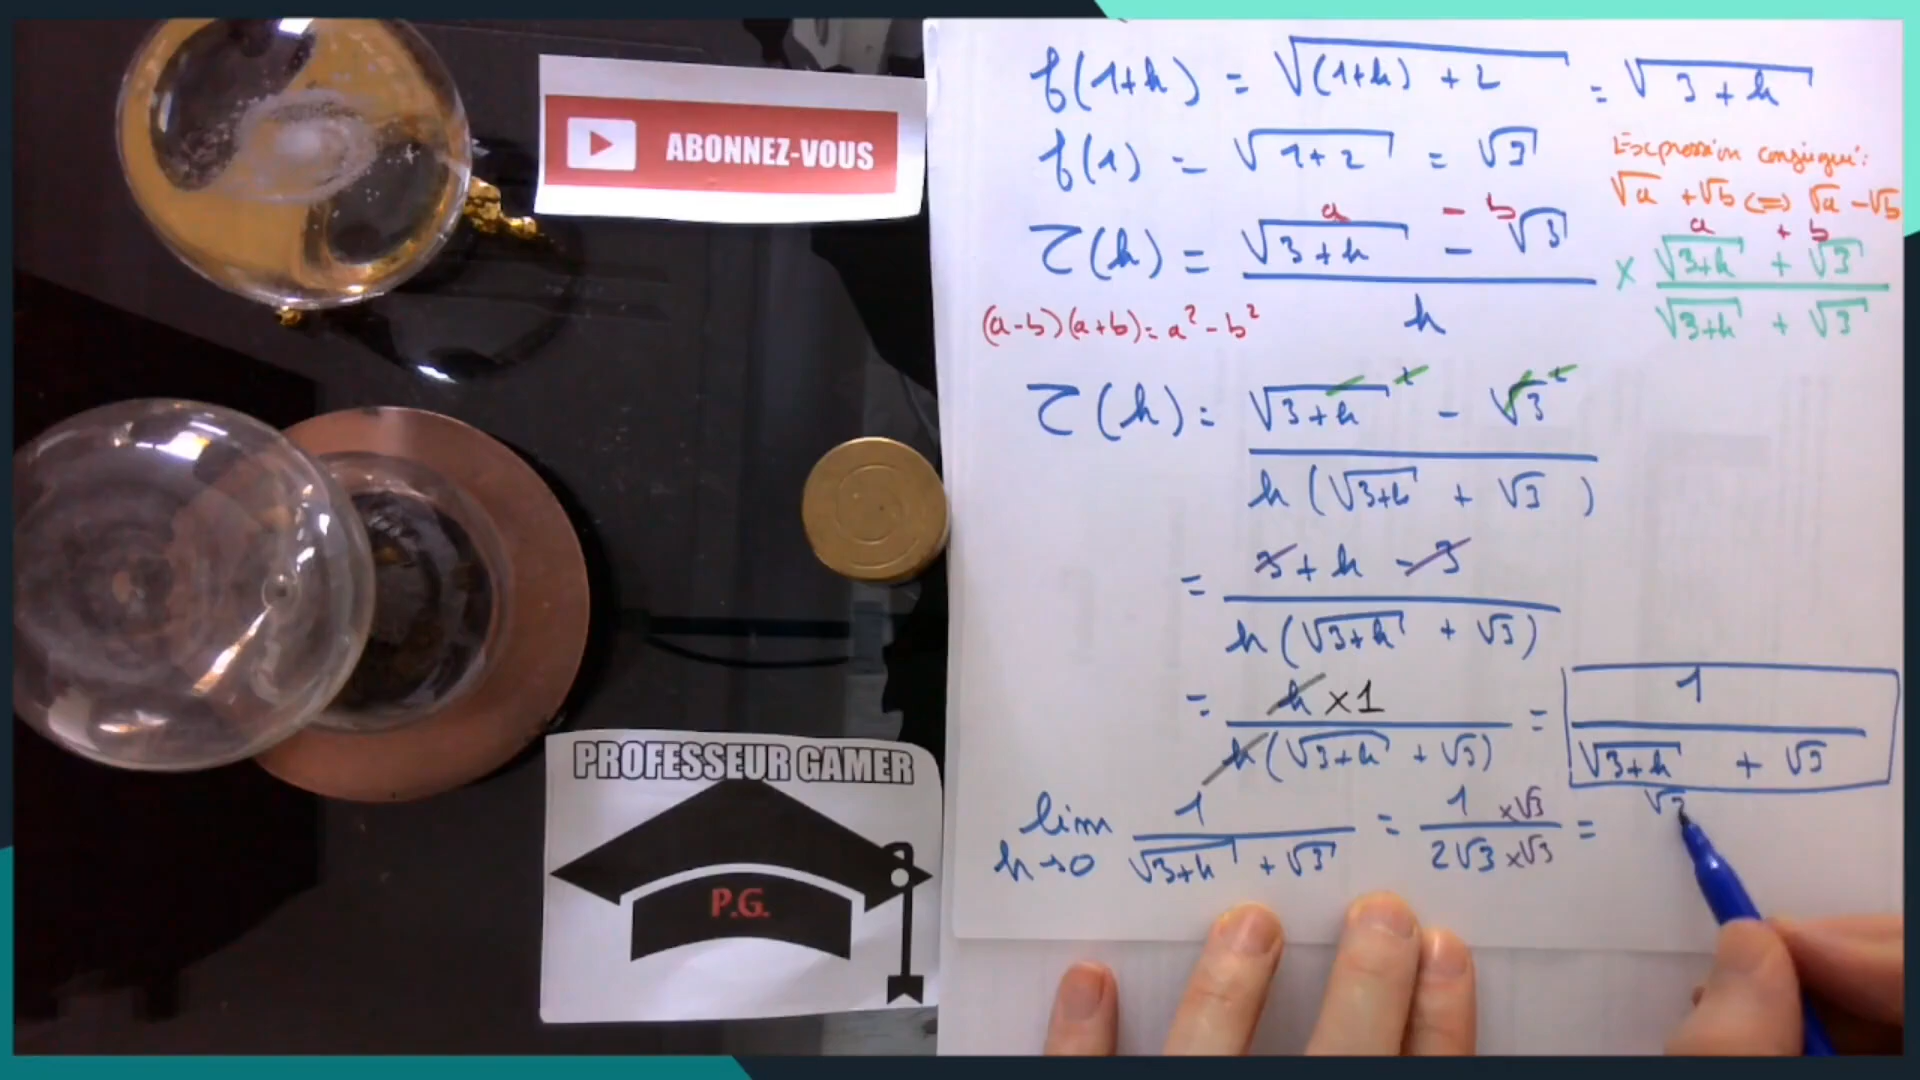 ABONNEZ-VOUS
PROFESSEUR GAMER
P.G.
f(1+h) = √((1+h)+2) = √(3+h)
f(1) = √(1+2) = √3
Expression conjuguée:
√a + √b <=> √a - √b
a - b
a + b
τ(h) = (√(3+h) - √3) / h × (√(3+h) + √3) / (√(3+h) + √3)
(a-b)(a+b) = a² - b²
τ(h) = (√(3+h)² - √3²) / (h(√(3+h) + √3))
= (3+h-3) / (h(√(3+h) + √3))
= (h×1) / (h(√(3+h) + √3)) = 1 / (√(3+h) + √3)
lim h→0 1 / (√(3+h) + √3) = (1×√3) / (2√3×√3) = √3